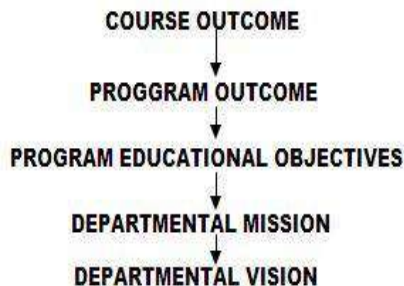 COURSE OUTCOME
PROGGRAM OUTCOME
PROGRAM EDUCATIONAL OBJECTIVES
DEPARTMENTAL MISSION
DEPARTMENTAL VISION